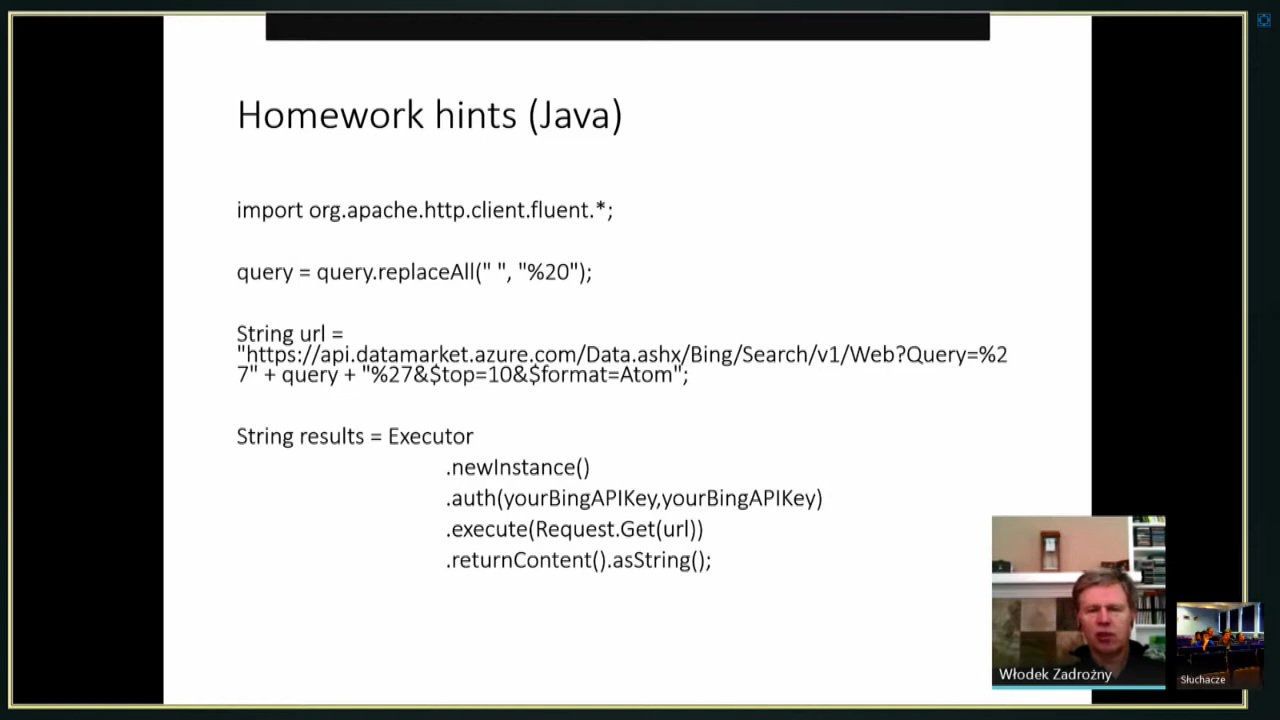 Homework hints (Java)
import org.apache.http.client.fluent.*;
query = query.replaceAll(" ", "%20");
String url =
"https://api.datamarket.azure.com/Data.ashx/Bing/Search/v1/Web?Query=%2
7" + query + "%27&$top=10&$format=Atom";
String results = Executor
.newInstance()
.auth(yourBingAPIKey,yourBingAPIKey)
.execute(Request.Get(url))
.returnContent().asString();
Włodek Zadrożny
Słuchacze